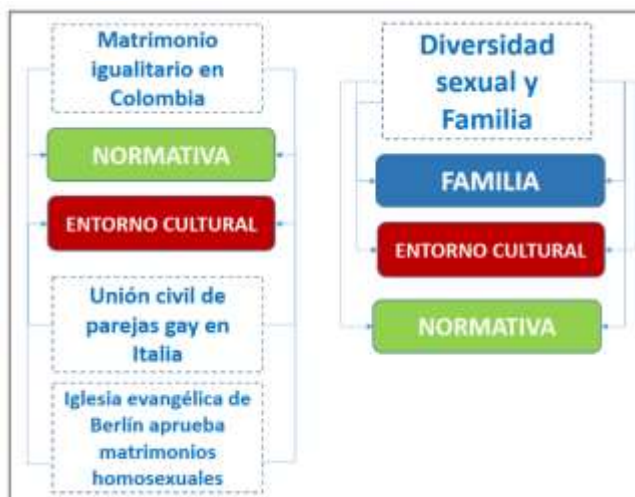 Matrimonio
igualitario en
Colombia
NORMATIVA
ENTORNO CULTURAL
Unión civil de
parejas gay en
Italia
Iglesia evangélica de
Berlín aprueba
matrimonios
homosexuales
Diversidad
sexual y
Familia
FAMILIA
ENTORNO CULTURAL
NORMATIVA